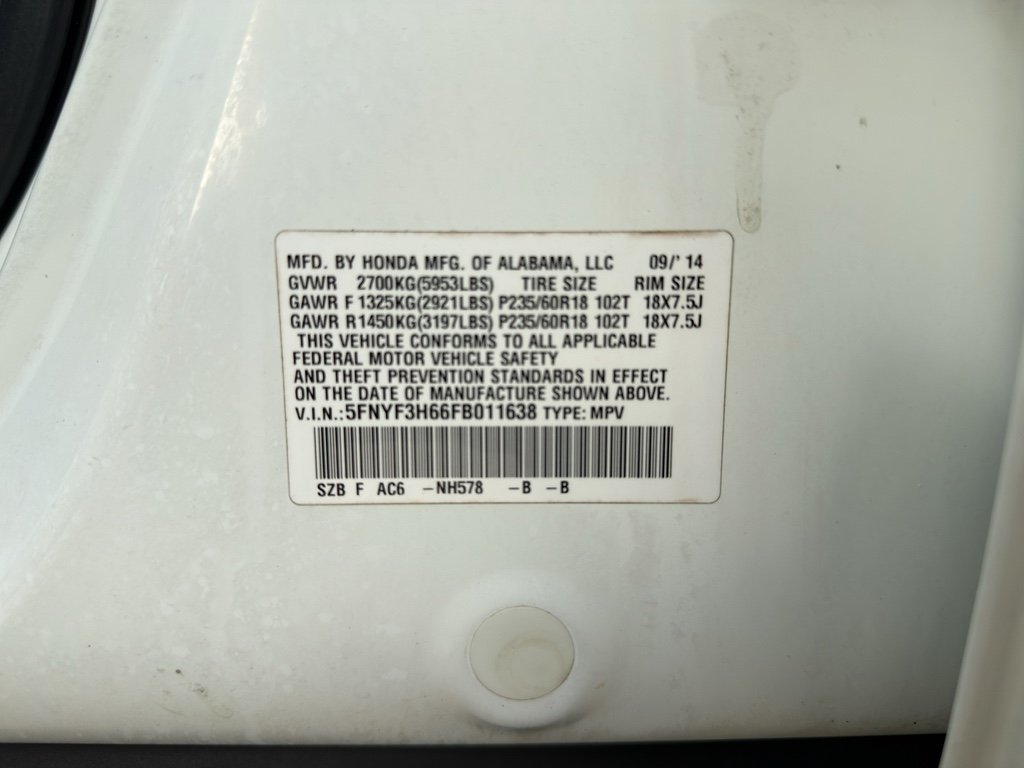 MFD. BY HONDA MFG. OF ALABAMA, LLC 09/' 14
GVWR 2700KG(5953LBS) TIRE SIZE RIM SIZE
GAWR F 1325KG(2921LBS) P235/60R18 102T 18X7.5J
GAWR R1450KG(3197LBS) P235/60R18 102T 18X7.5J
THIS VEHICLE CONFORMS TO ALL APPLICABLE
FEDERAL MOTOR VEHICLE SAFETY
AND THEFT PREVENTION STANDARDS IN EFFECT
ON THE DATE OF MANUFACTURE SHOWN ABOVE.
V.I.N.:5FNYF3H66FB011638 TYPE: MPV
SZB F AC6 –NH578 –B –B